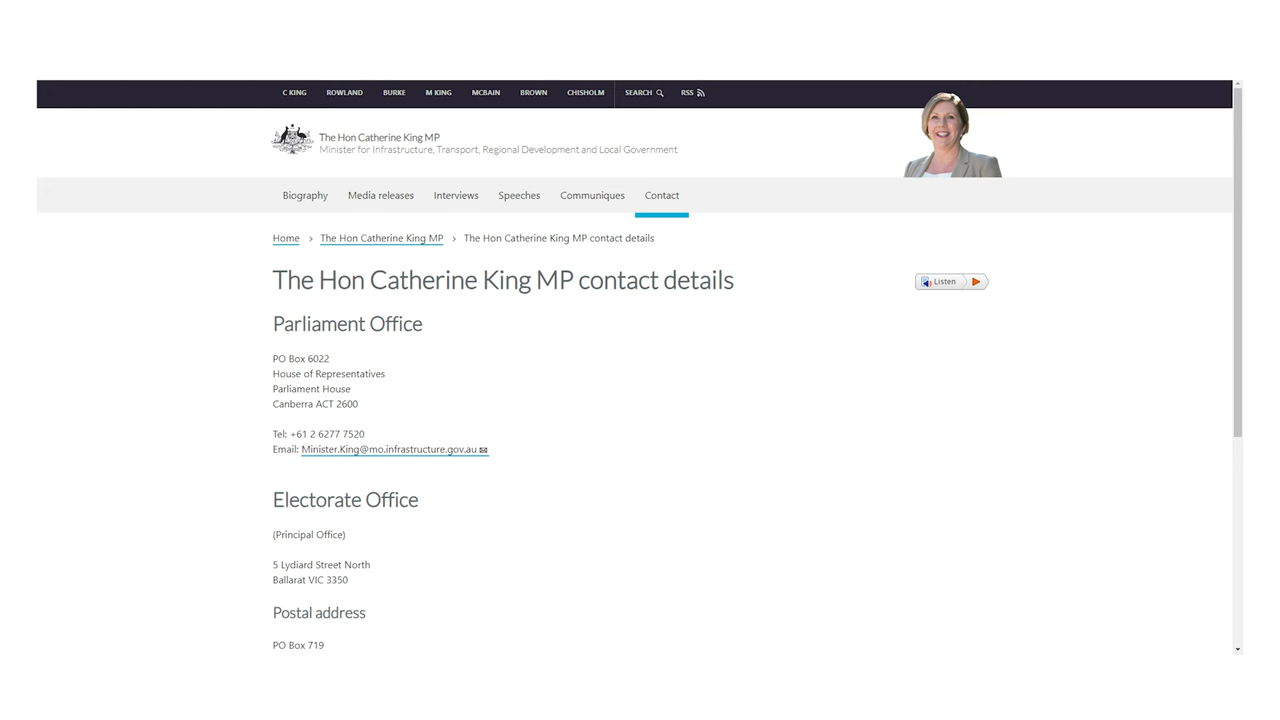 C KING ROWLAND BURKE M KING MCBAIN BROWN CHISHOLM SEARCH RSS
The Hon Catherine King MP
Minister for Infrastructure, Transport, Regional Development and Local Government
Biography Media releases Interviews Speeches Communiques Contact
Home > The Hon Catherine King MP > The Hon Catherine King MP contact details
The Hon Catherine King MP contact details
Listen
Parliament Office
PO Box 6022
House of Representatives
Parliament House
Canberra ACT 2600
Tel: +61 2 6277 7520
Email: Minister.King@mo.infrastructure.gov.au
Electorate Office
(Principal Office)
5 Lydiard Street North
Ballarat VIC 3350
Postal address
PO Box 719